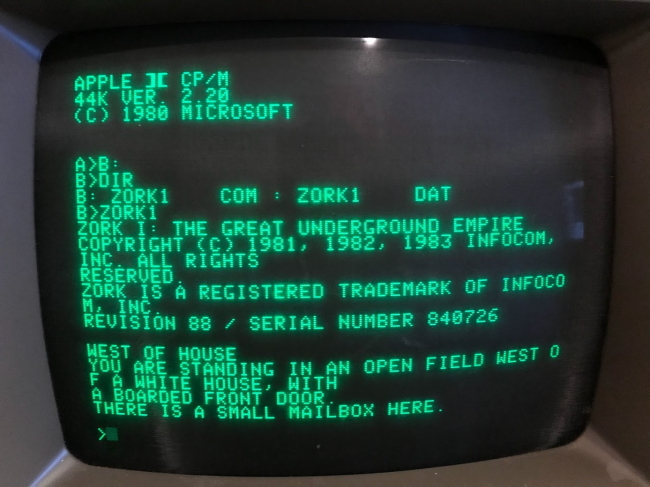 APPLE ][ CP/M
44K VER. 2.20
(C) 1980 MICROSOFT
A>B:
B>DIR
B: ZORK1    COM : ZORK1    DAT
B>ZORK1
ZORK I: THE GREAT UNDERGROUND EMPIRE
COPYRIGHT (C) 1981, 1982, 1983 INFOCOM,
INC. ALL RIGHTS
RESERVED.
ZORK IS A REGISTERED TRADEMARK OF INFOCO
M, INC.
REVISION 88 / SERIAL NUMBER 840726
WEST OF HOUSE
YOU ARE STANDING IN AN OPEN FIELD WEST O
F A WHITE HOUSE, WITH
A BOARDED FRONT DOOR.
THERE IS A SMALL MAILBOX HERE.
>